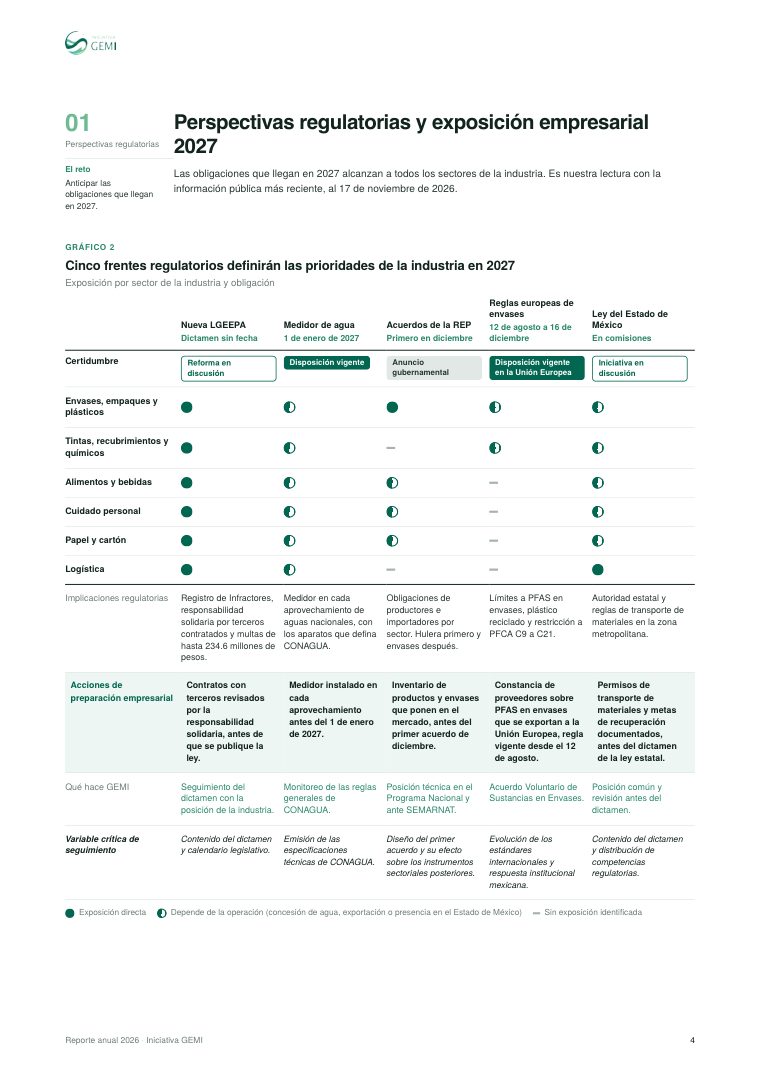 GEMI
01
Perspectivas regulatorias
El reto
Anticipar las
obligaciones que llegan
en 2027.
Perspectivas regulatorias y exposición empresarial
2027
Las obligaciones que llegan en 2027 alcanzan a todos los sectores de la industria. Es nuestra lectura con la
información pública más reciente, al 17 de noviembre de 2026.
GRÁFICO 2
Cinco frentes regulatorios definirán las prioridades de la industria en 2027
Exposición por sector de la industria y obligación
Nueva LGEEPA
Dictamen sin fecha
Medidor de agua
1 de enero de 2027
Acuerdos de la REP
Primero en diciembre
Reglas europeas de
envases
12 de agosto a 16 de
diciembre
Ley del Estado de
México
En comisiones
Certidumbre
Reforma en
discusión
Disposición vigente
Anuncio
gubernamental
Disposición vigente
en la Unión Europea
Iniciativa en
discusión
Envases, empaques y
plásticos
Tintas, recubrimientos y
químicos
—
Alimentos y bebidas
—
Cuidado personal
—
Papel y cartón
—
Logística
— —
Implicaciones regulatorias
Registro de Infractores,
responsabilidad
solidaria por terceros
contratados y multas de
hasta 234.6 millones de
pesos.
Medidor en cada
aprovechamiento de
aguas nacionales, con
los aparatos que defina
CONAGUA.
Obligaciones de
productores e
importadores por
sector. Hulera primero y
envases después.
Límites a PFAS en
envases, plástico
reciclado y restricción a
PFCA C9 a C21.
Autoridad estatal y
reglas de transporte de
materiales en la zona
metropolitana.
Acciones de
preparación empresarial
Contratos con
terceros revisados
por la
responsabilidad
solidaria, antes de
que se publique la
ley.
Medidor instalado en
cada
aprovechamiento
antes del 1 de enero
de 2027.
Inventario de
productos y envases
que ponen en el
mercado, antes del
primer acuerdo de
diciembre.
Constancia de
proveedores sobre
PFAS en envases
que se exportan a la
Unión Europea, regla
vigente desde el 12
de agosto.
Permisos de
transporte de
materiales y metas
de recuperación
documentados,
antes del dictamen
de la ley estatal.
Qué hace GEMI
Seguimiento del
dictamen con la
posición de la industria.
Monitoreo de las reglas
generales de
CONAGUA.
Posición técnica en el
Programa Nacional y
ante SEMARNAT.
Acuerdo Voluntario de
Sustancias en Envases.
Posición común y
revisión antes del
dictamen.
Variable crítica de
seguimiento
Contenido del dictamen
y calendario legislativo.
Emisión de las
especificaciones
técnicas de CONAGUA.
Diseño del primer
acuerdo y su efecto
sobre los instrumentos
sectoriales posteriores.
Evolución de los
estándares
internacionales y
respuesta institucional
mexicana.
Contenido del dictamen
y distribución de
competencias
regulatorias.
Exposición directa Depende de la operación (concesión de agua, exportación o presencia en el Estado de México) — Sin exposición identificada
Reporte anual 2026 · Iniciativa GEMI
4